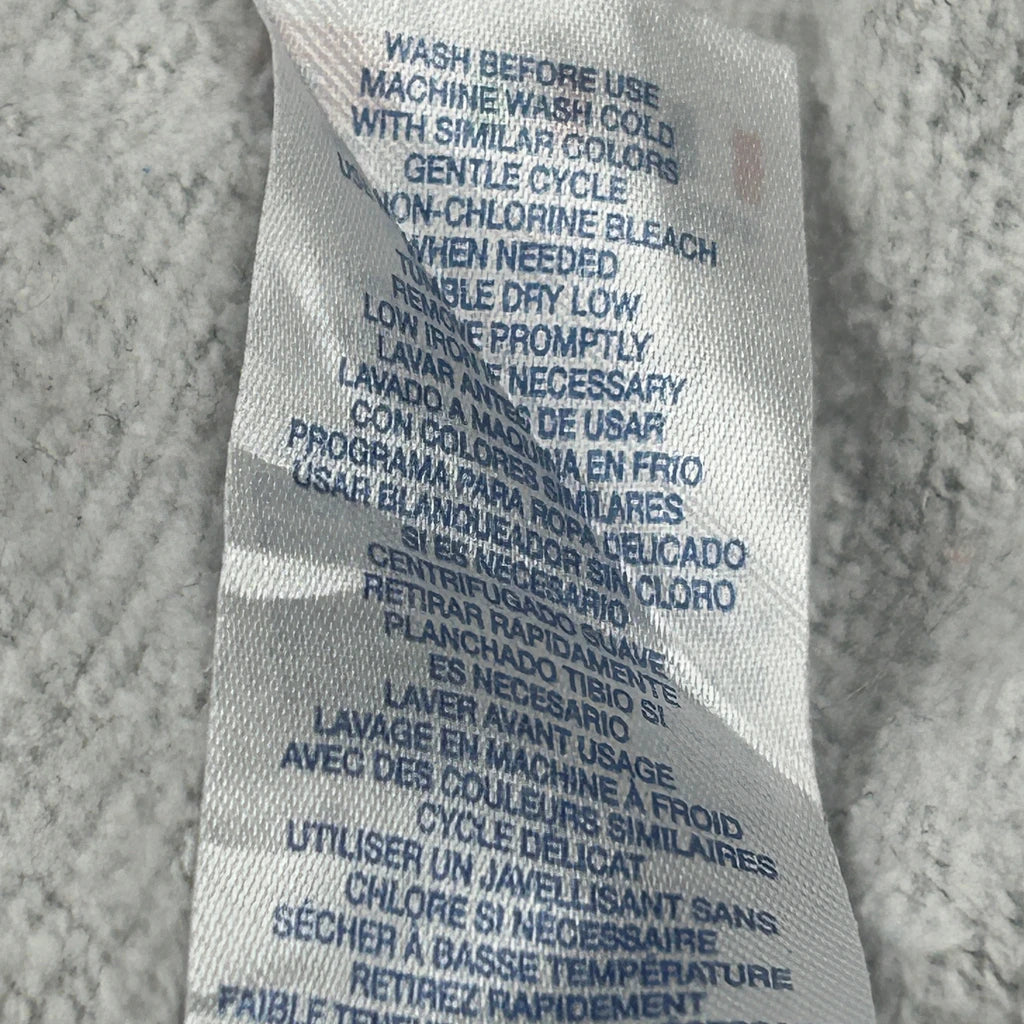 WASH BEFORE USE
MACHINE WASH COLD
WITH SIMILAR COLORS
GENTLE CYCLE
NON-CHLORINE BLEACH
WHEN NEEDED
TUMBLE DRY LOW
REMOVE PROMPTLY
LOW IRON NECESSARY
LAVAR ANTES DE USAR
LAVADO A MAQUINA EN FRIO
CON COLORES SIMILARES
PROGRAMA PARA ROPA DELICADO
USAR BLANQUEADOR SIN CLORO
SI ES NECESARIO
CENTRIFUGADO SUAVE
RETIRAR RAPIDAMENTE
PLANCHADO TIBIO SI
ES NECESARIO
LAVER AVANT USAGE
LAVAGE EN MACHINE À FROID
AVEC DES COULEURS SIMILAIRES
CYCLE DÉLICAT
UTILISER UN JAVELLISANT SANS
CHLORE SI NÉCESSAIRE
SÉCHER À BASSE TEMPÉRATURE
RETIREZ RAPIDEMENT
FAIBLE